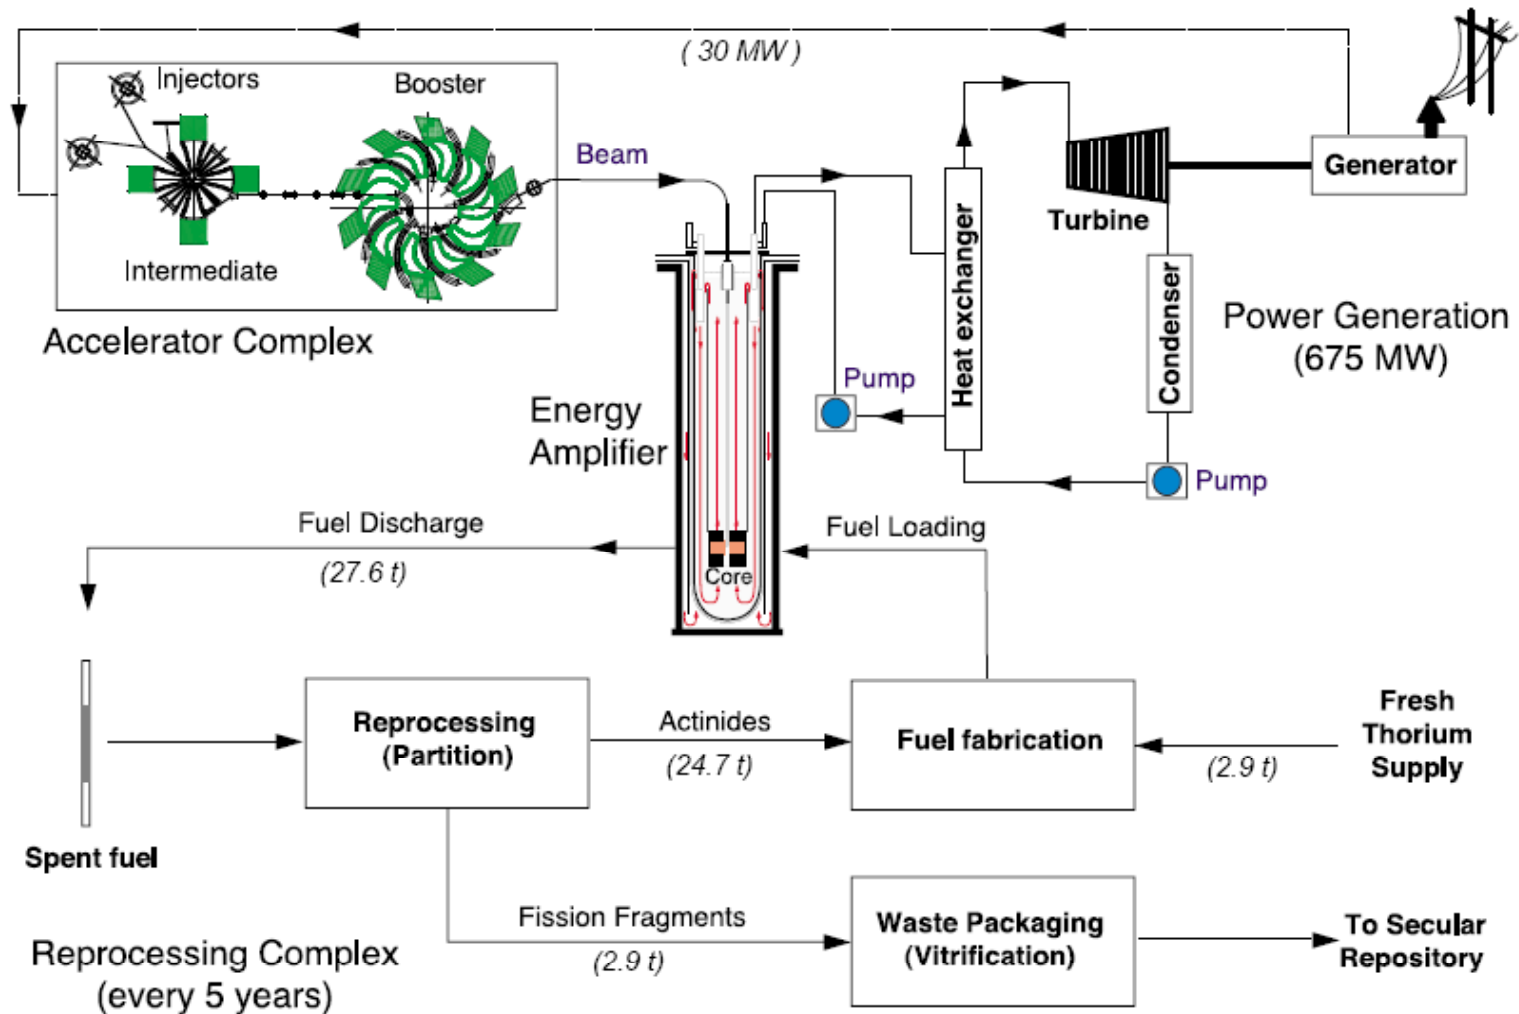 ( 30 MW )
Injectors
Booster
Intermediate
Accelerator Complex
Beam
Heat exchanger
Turbine
Generator
Condenser
Power Generation
(675 MW)
Pump
Pump
Energy
Amplifier
Core
Fuel Discharge
(27.6 t)
Fuel Loading
Spent fuel
Reprocessing
(Partition)
Actinides
(24.7 t)
Fuel fabrication
(2.9 t)
Fresh
Thorium
Supply
Fission Fragments
(2.9 t)
Waste Packaging
(Vitrification)
To Secular
Repository
Reprocessing Complex
(every 5 years)